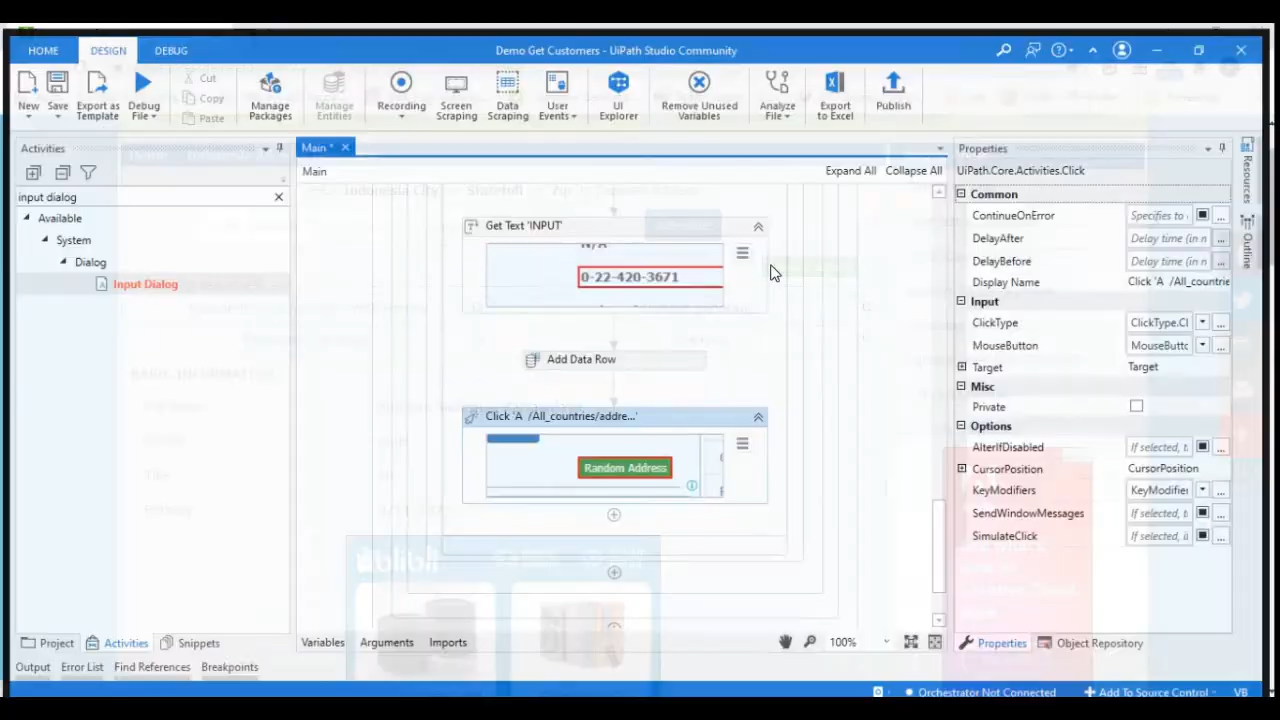 HOME
DESIGN
DEBUG
Demo Get Customers - UiPath Studio Community
New
Save
Export as Template
Debug File
Cut
Copy
Paste
Manage Packages
Manage Entities
Recording
Screen Scraping
Data Scraping
User Events
UI Explorer
Remove Unused Variables
Analyze File
Export to Excel
Publish
Activities
Main *
Properties
input dialog
Main
Expand All
Collapse All
UiPath.Core.Activities.Click
Available
System
Dialog
Input Dialog
Indonesia City
Get Text 'INPUT'
N/A
0-22-420-3671
Add Data Row
Click 'A /All_countries/addre...'
Random Address
Common
ContinueOnError
Specifies to
DelayAfter
Delay time (in m
DelayBefore
Delay time (in n
Display Name
Click 'A /All_countrie
Input
ClickType
ClickType.Cl
MouseButton
MouseButtc
Target
Target
Misc
Private
Options
AlterIfDisabled
If selected, t
CursorPosition
CursorPosition
KeyModifiers
KeyModifier
SendWindowMessages
If selected, t
SimulateClick
If selected, i
Resources
Outline
BASIC INFORMATION
blibli
Project
Activities
Snippets
Variables
Arguments
Imports
100%
Properties
Object Repository
Output
Error List
Find References
Breakpoints
Orchestrator Not Connected
Add To Source Control
VB